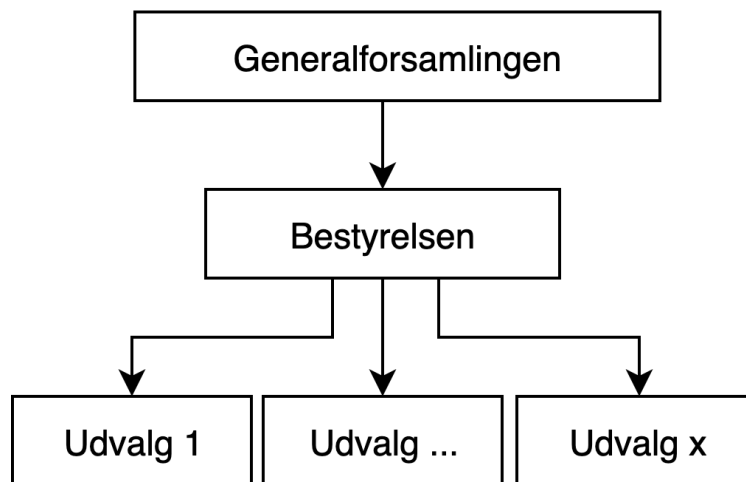 Generalforsamlingen
Bestyrelsen
Udvalg 1
Udvalg ...
Udvalg x